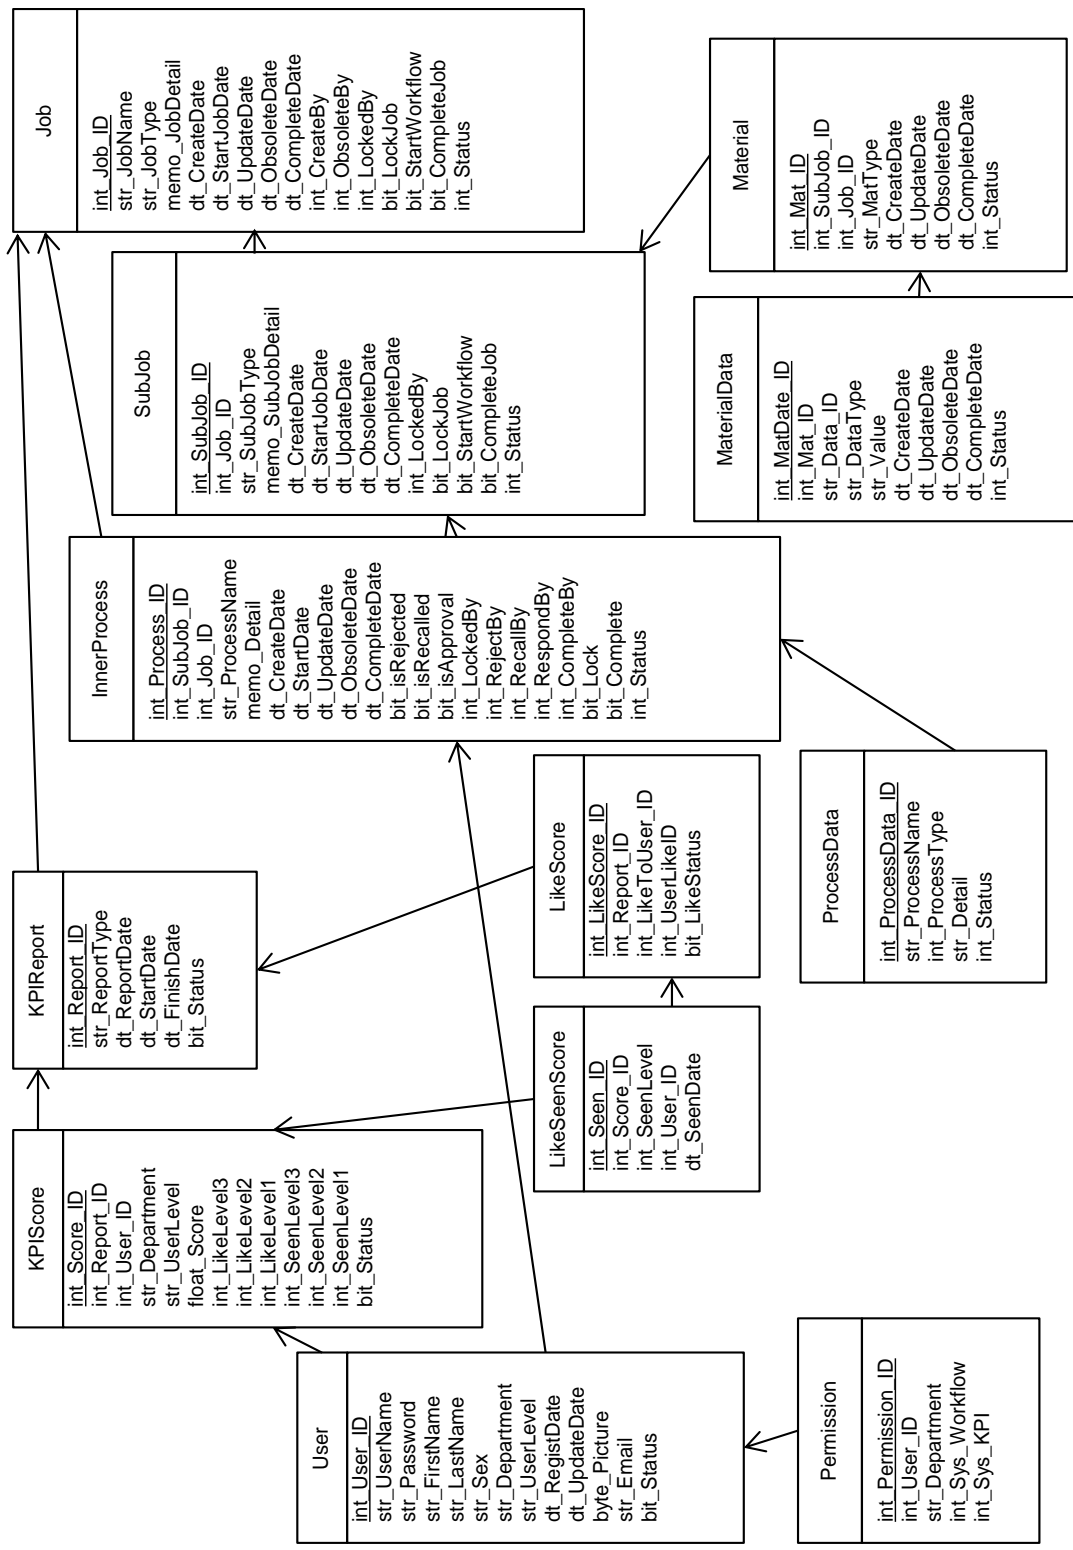 Job
int_Job_ID
str_JobName
str_JobType
memo_JobDetail
dt_CreateDate
dt_StartJobDate
dt_UpdateDate
dt_ObsoleteDate
dt_CompleteDate
int_CreateBy
int_ObsoleteBy
int_LockedBy
bit_LockJob
bit_StartWorkflow
bit_CompleteJob
int_Status
SubJob
int_SubJob_ID
int_Job_ID
str_SubJobType
memo_SubJobDetail
dt_CreateDate
dt_StartJobDate
dt_UpdateDate
dt_ObsoleteDate
dt_CompleteDate
int_LockedBy
bit_LockJob
bit_StartWorkflow
bit_CompleteJob
int_Status
Material
int_Mat_ID
int_SubJob_ID
int_Job_ID
str_MatType
dt_CreateDate
dt_UpdateDate
dt_ObsoleteDate
dt_CompleteDate
int_Status
MaterialData
int_MatDate_ID
int_Mat_ID
str_Data_ID
str_DataType
str_Value
dt_CreateDate
dt_UpdateDate
dt_ObsoleteDate
dt_CompleteDate
int_Status
InnerProcess
int_Process_ID
int_SubJob_ID
int_Job_ID
str_ProcessName
memo_Detail
dt_CreateDate
dt_StartDate
dt_UpdateDate
dt_ObsoleteDate
dt_CompleteDate
bit_isRejected
bit_isRecalled
bit_isApproval
int_LockedBy
int_RejectBy
int_RecallBy
int_RespondBy
int_CompleteBy
bit_Lock
bit_Complete
int_Status
KPIReport
int_Report_ID
str_ReportType
dt_ReportDate
dt_StartDate
dt_FinishDate
bit_Status
LikeScore
int_LikeScore_ID
int_Report_ID
int_LikeToUser_ID
int_UserLikeID
bit_LikeStatus
ProcessData
int_ProcessData_ID
str_ProcessName
int_ProcessType
str_Detail
int_Status
KPIScore
int_Score_ID
int_Report_ID
int_User_ID
str_Department
str_UserLevel
float_Score
int_LikeLevel3
int_LikeLevel2
int_LikeLevel1
int_SeenLevel3
int_SeenLevel2
int_SeenLevel1
bit_Status
LikeSeenScore
int_Seen_ID
int_Score_ID
int_SeenLevel
int_User_ID
dt_SeenDate
User
int_User_ID
str_UserName
str_Password
str_FirstName
str_LastName
str_Sex
str_Department
str_UserLevel
dt_RegistDate
dt_UpdateDate
byte_Picture
str_Email
bit_Status
Permission
int_Permission_ID
int_User_ID
str_Department
int_Sys_Workflow
int_Sys_KPI